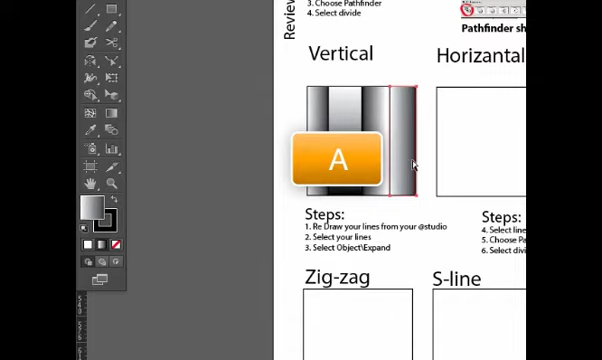 Review
3. Choose Pathfinder
4. Select divide
Pathfinder sh
Vertical
Horizontal
A
Steps:
1. Re Draw your lines from your @studio
2. Select your lines
3. Select Object\Expand
Steps:
4. Select line
5. Choose Pa
6. Select divi
Zig-zag
S-line